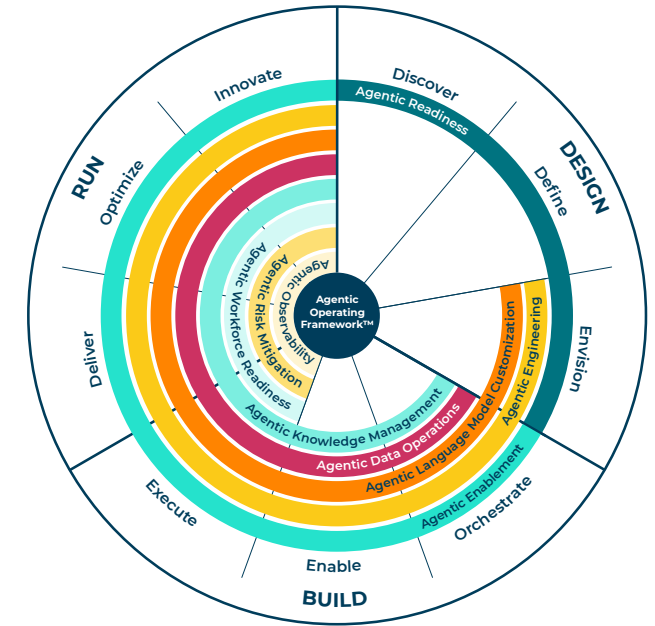 Agentic
Operating
Framework™
DESIGN
Discover
Define
Envision
BUILD
Orchestrate
Enable
Execute
RUN
Deliver
Optimize
Innovate
Agentic Readiness
Agentic Enablement
Agentic Engineering
Agentic Language Model Customization
Agentic Data Operations
Agentic Knowledge Management
Agentic Workforce Readiness
Agentic Risk Mitigation
Agentic Observability